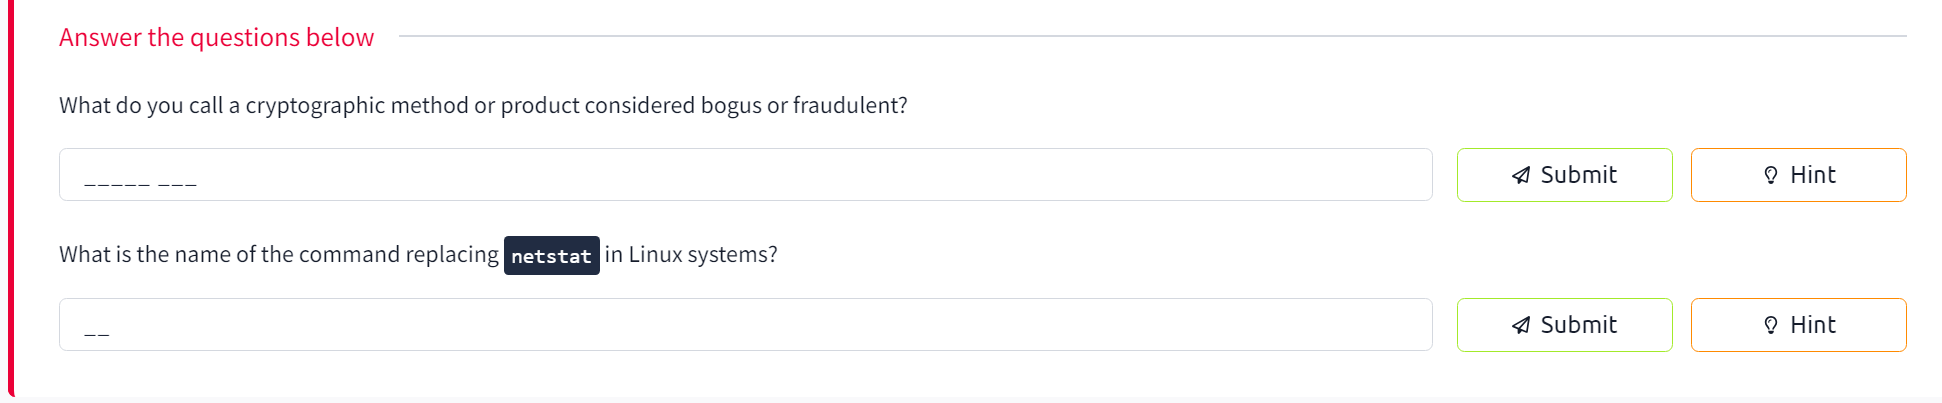 Answer the questions below
What do you call a cryptographic method or product considered bogus or fraudulent?
_____ ___ Submit Hint
What is the name of the command replacing netstat in Linux systems?
__ Submit Hint